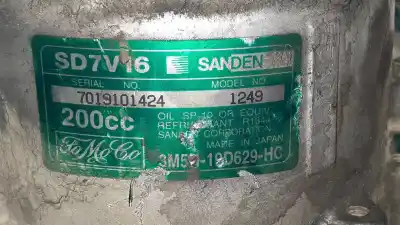 SD7V16 SANDEN
SERIAL NO. MODEL NO.
7019101424 1249
200CC
OIL SP-10 OR EQUIV.
REFRIGERANT
SANDEN CORPORATION
MADE IN JAPAN
FoMoCo
3M5H-19D629-HC